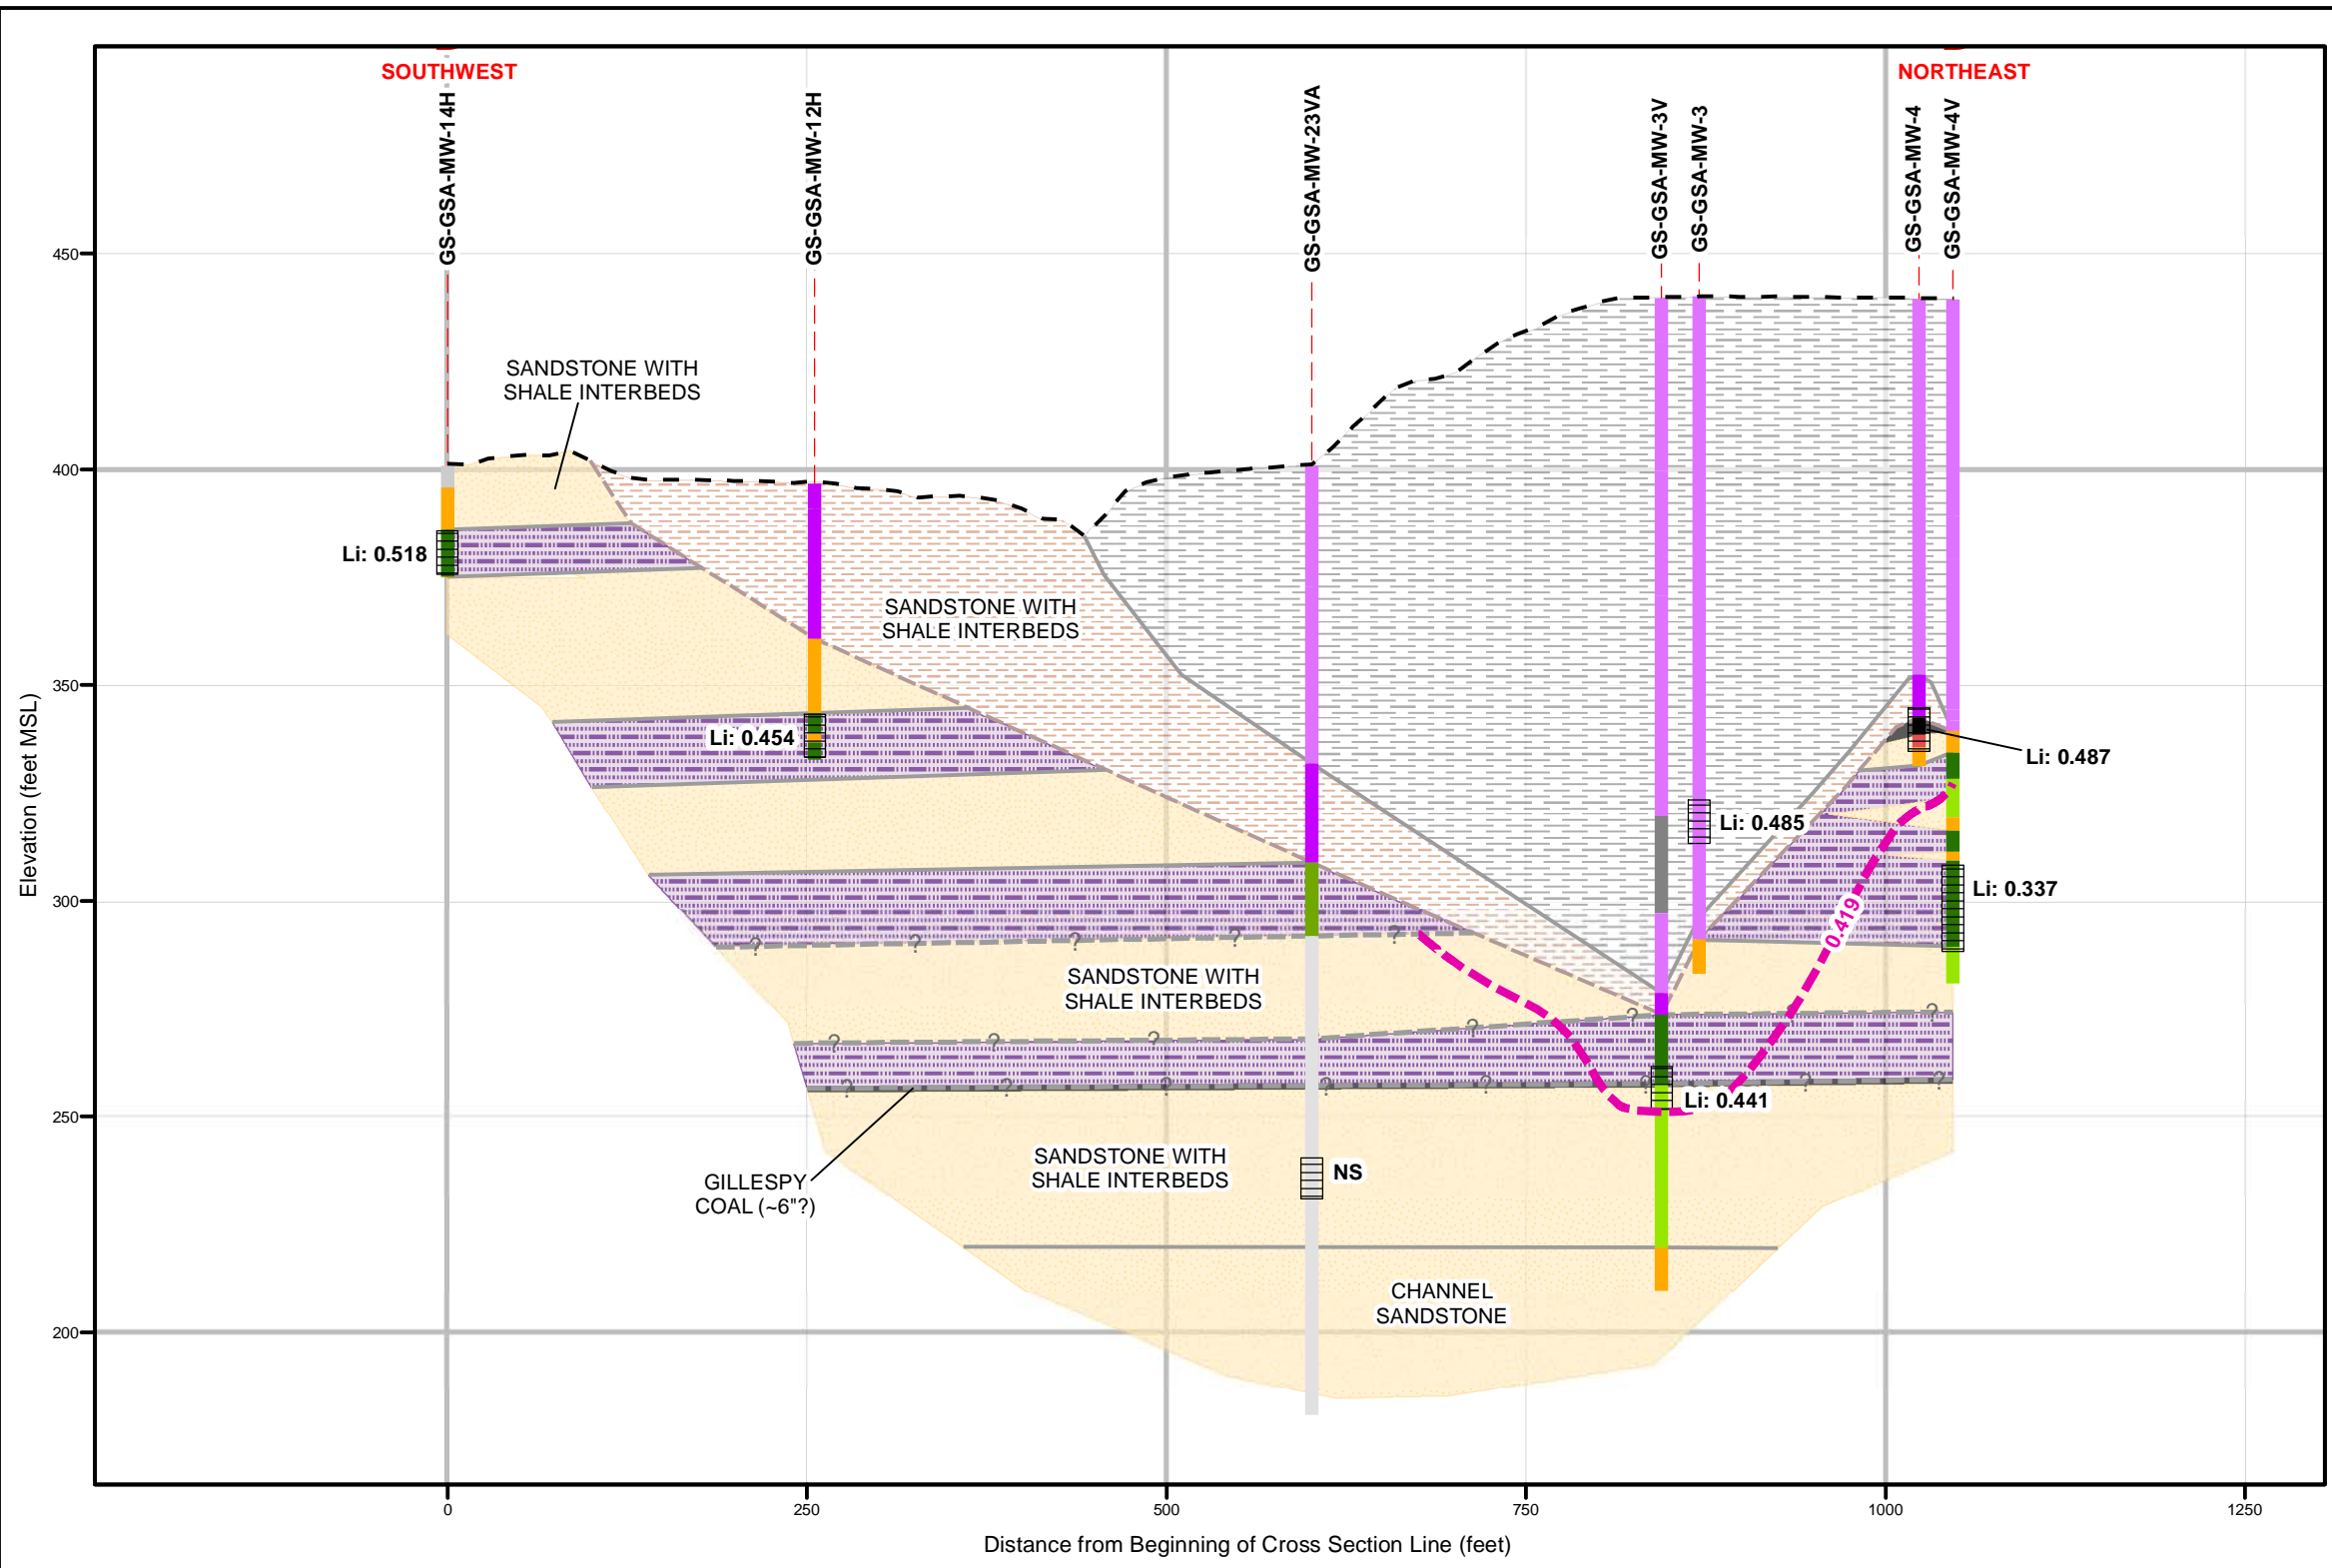 SOUTHWEST
NORTHEAST
GS-GSA-MW-14H
GS-GSA-MW-12H
GS-GSA-MW-23VA
GS-GSA-MW-3V
GS-GSA-MW-3
GS-GSA-MW-4
GS-GSA-MW-4V
450
400
350
300
250
200
Elevation (feet MSL)
SANDSTONE WITH
SHALE INTERBEDS
Li: 0.518
SANDSTONE WITH
SHALE INTERBEDS
Li: 0.454
Li: 0.487
Li: 0.485
Li: 0.337
0.419
? ? ? ? ?
SANDSTONE WITH
SHALE INTERBEDS
? ? ? ? ? ? ?
? ? ? ? ? ? ? ?
Li: 0.441
SANDSTONE WITH
SHALE INTERBEDS
NS
GILLESPY
COAL (~6"?)
CHANNEL
SANDSTONE
0
250
500
750
1000
1250
Distance from Beginning of Cross Section Line (feet)